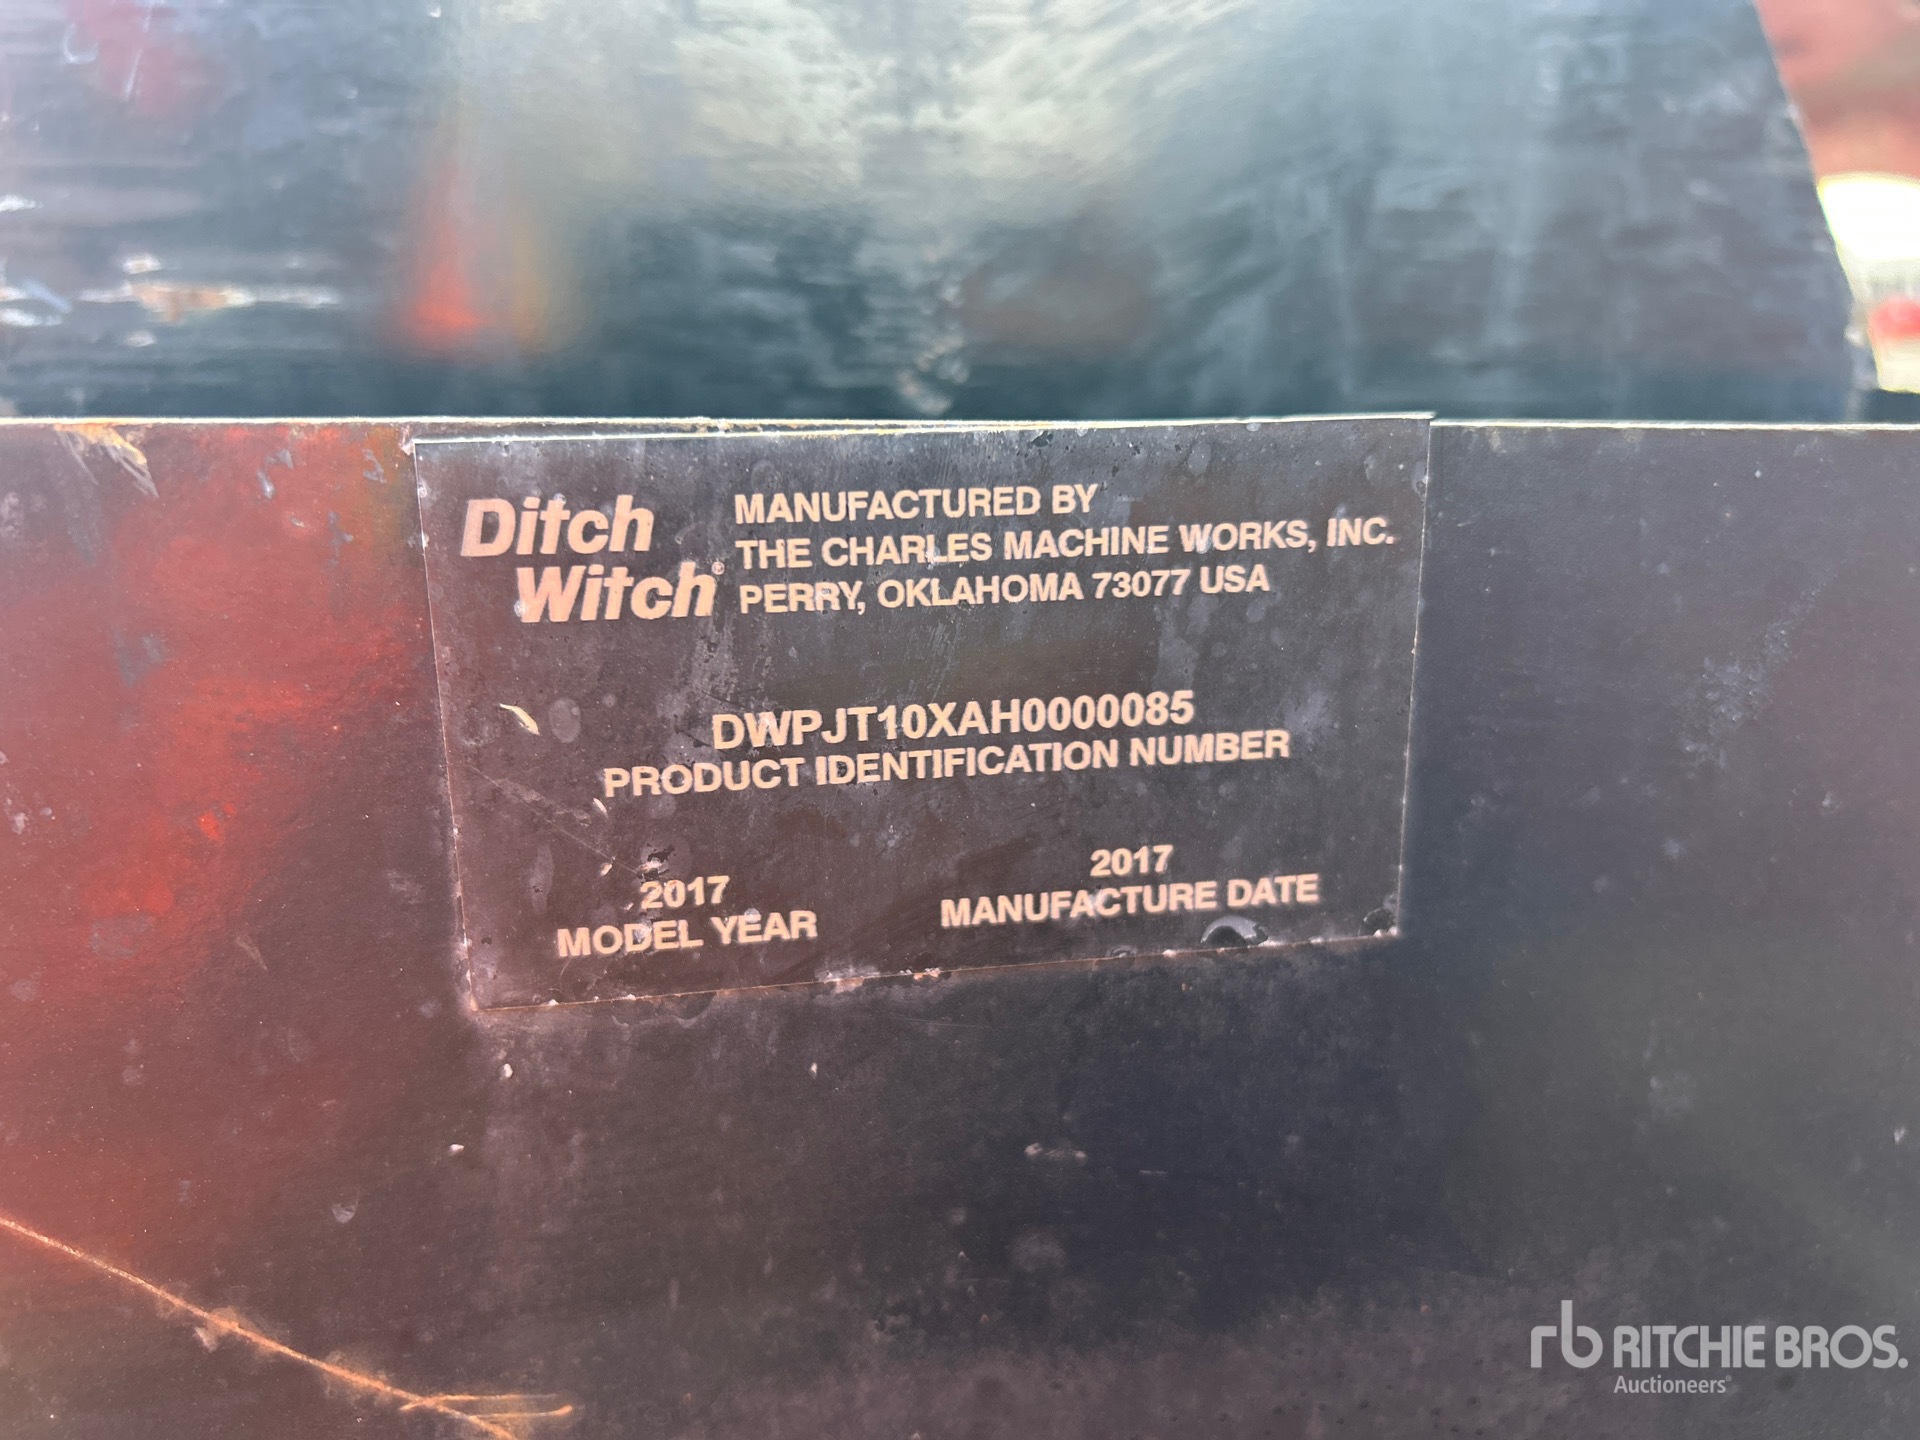 Ditch
Witch®
MANUFACTURED BY
THE CHARLES MACHINE WORKS, INC.
PERRY, OKLAHOMA 73077 USA
DWPJT10XAH0000085
PRODUCT IDENTIFICATION NUMBER
2017
MODEL YEAR
2017
MANUFACTURE DATE
rb RITCHIE BROS.
Auctioneers